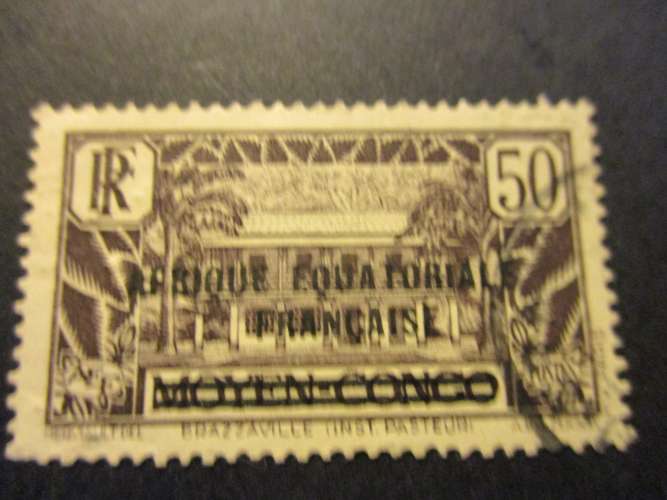 RF 50
AFRIQUE EQUATORIALE
FRANÇAISE
MOYEN-CONGO
BRAZZAVILLE (INST. PASTEUR)